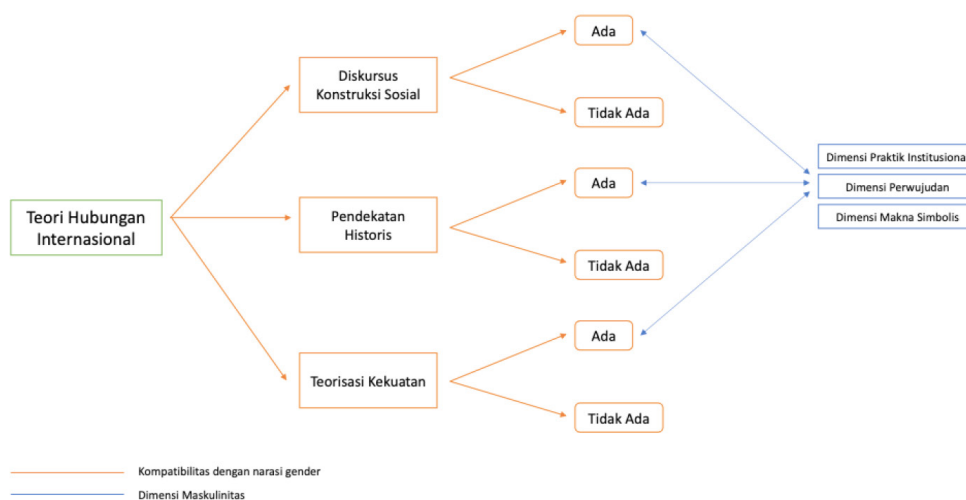 Teori Hubungan
Internasional
Diskursus
Konstruksi Sosial
Pendekatan
Historis
Teorisasi Kekuatan
Ada
Tidak Ada
Ada
Tidak Ada
Ada
Tidak Ada
Dimensi Praktik Institusiona
Dimensi Perwujudan
Dimensi Makna Simbolis
Kompatibilitas dengan narasi gender
Dimensi Maskulinitas